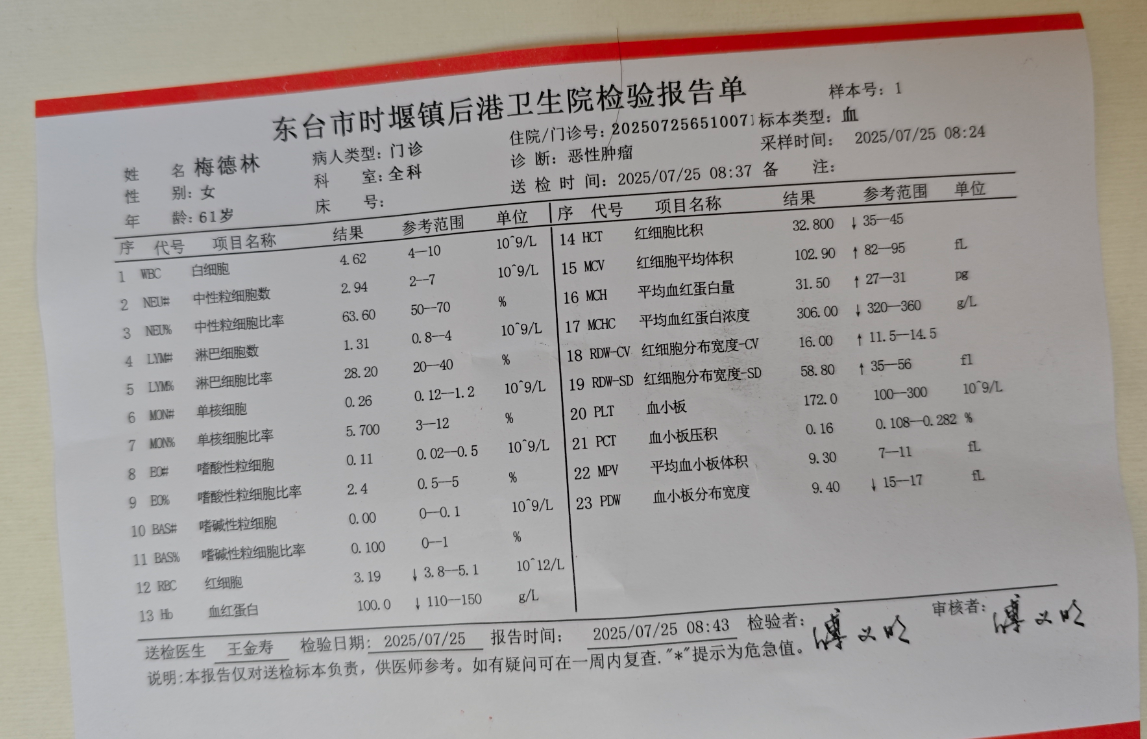 东台市时堰镇后港卫生院检验报告单
样本号: 1
姓 名 梅德林 病人类型: 门诊 住院/门诊号: 20250725651007 标本类型: 血
性 别: 女 科 室: 全科 诊 断: 恶性肿瘤 采样时间: 2025/07/25 08:24
年 龄: 61岁 床 号: 送 检 时 间: 2025/07/25 08:37 备 注:
序 代号 项目名称 结果 参考范围 单位
1 WBC 白细胞 4.62 4—10 10^9/L
2 NEU# 中性粒细胞数 2.94 2—7 10^9/L
3 NEU% 中性粒细胞比率 63.60 50—70 %
4 LYM# 淋巴细胞数 1.31 0.8—4 10^9/L
5 LYM% 淋巴细胞比率 28.20 20—40 %
6 MON# 单核细胞 0.26 0.12—1.2 10^9/L
7 MON% 单核细胞比率 5.700 3—12 %
8 EO# 嗜酸性粒细胞 0.11 0.02—0.5 10^9/L
9 EO% 嗜酸性粒细胞比率 2.4 0.5—5 %
10 BAS# 嗜碱性粒细胞 0.00 0—0.1 10^9/L
11 BAS% 嗜碱性粒细胞比率 0.100 0—1 %
12 RBC 红细胞 3.19 ↓ 3.8—5.1 10^12/L
13 Hb 血红蛋白 100.0 ↓ 110—150 g/L
序 代号 项目名称 结果 参考范围 单位
14 HCT 红细胞比积 32.800 ↓ 35—45
15 MCV 红细胞平均体积 102.90 ↑ 82—95 fL
16 MCH 平均血红蛋白量 31.50 ↑ 27—31 pg
17 MCHC 平均血红蛋白浓度 306.00 ↓ 320—360 g/L
18 RDW-CV 红细胞分布宽度-CV 16.00 ↑ 11.5—14.5
19 RDW-SD 红细胞分布宽度-SD 58.80 ↑ 35—56 fl
20 PLT 血小板 172.0 100—300 10^9/L
21 PCT 血小板压积 0.16 0.108—0.282 %
22 MPV 平均血小板体积 9.30 7—11 fL
23 PDW 血小板分布宽度 9.40 ↓ 15—17 fL
送检医生 王金寿 检验日期: 2025/07/25 报告时间: 2025/07/25 08:43 检验者: 审核者:
说明:本报告仅对送检标本负责，供医师参考。如有疑问可在一周内复查."*"提示为危急值。